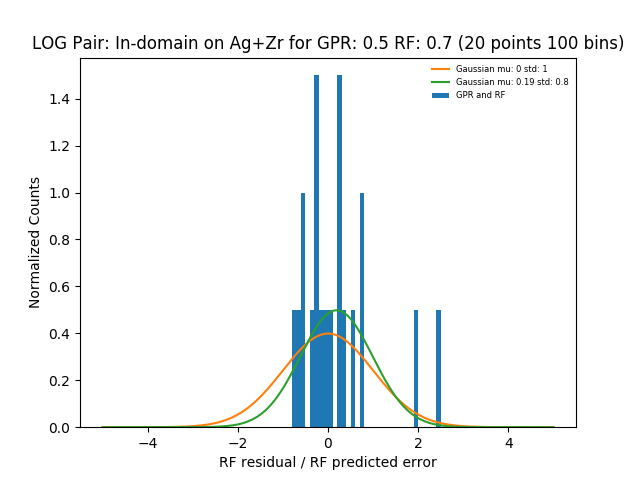 LOG Pair: In-domain on Ag+Zr for GPR: 0.5 RF: 0.7 (20 points 100 bins)
Gaussian mu: 0 std: 1
Gaussian mu: 0.19 std: 0.8
GPR and RF
Normalized Counts
1.4
1.2
1.0
0.8
0.6
0.4
0.2
0.0
−4 −2 0 2 4
RF residual / RF predicted error